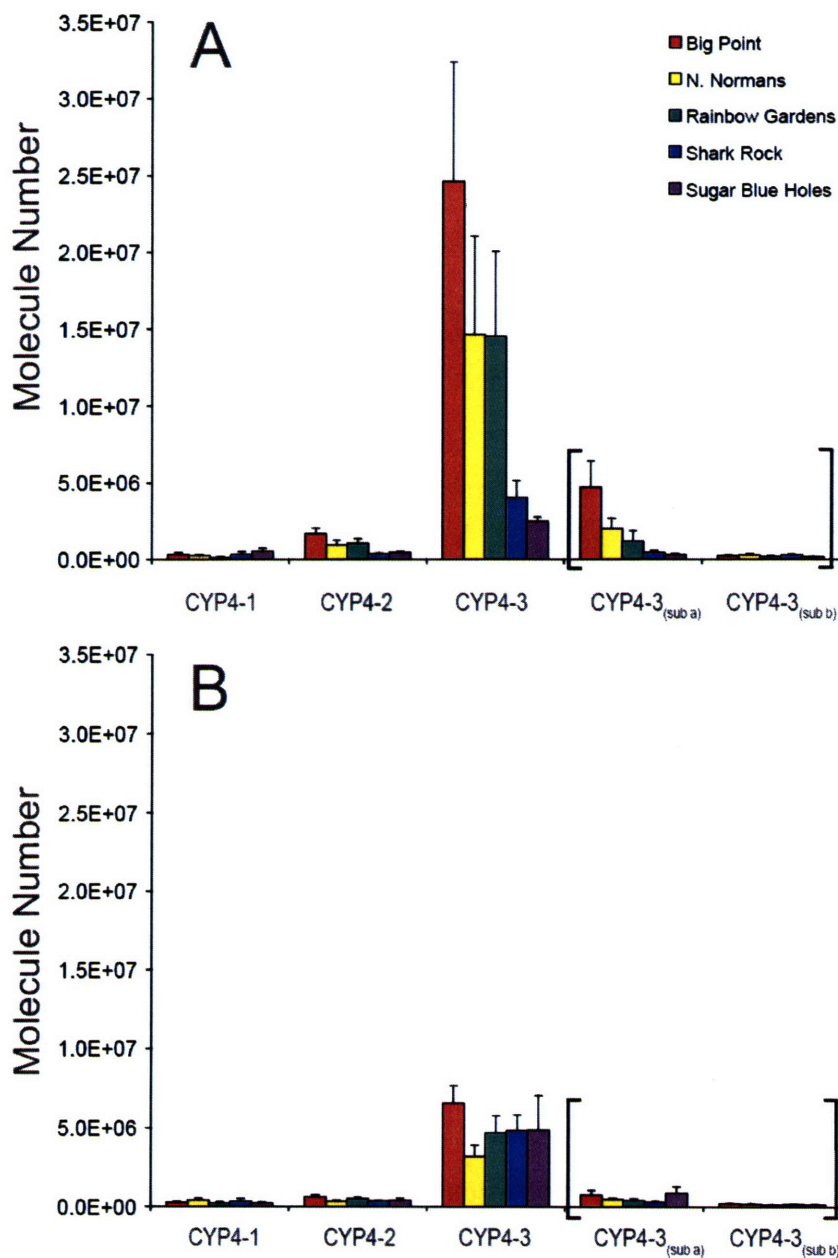 A
3.5E+07
3.0E+07
2.5E+07
2.0E+07
1.5E+07
1.0E+07
5.0E+06
0.0E+00
Molecule Number
Big Point
N. Normans
Rainbow Gardens
Shark Rock
Sugar Blue Holes
CYP4-1 CYP4-2 CYP4-3 CYP4-3(sub a) CYP4-3(sub b)
B
3.5E+07
3.0E+07
2.5E+07
2.0E+07
1.5E+07
1.0E+07
5.0E+06
0.0E+00
Molecule Number
CYP4-1 CYP4-2 CYP4-3 CYP4-3(sub a) CYP4-3(sub b)